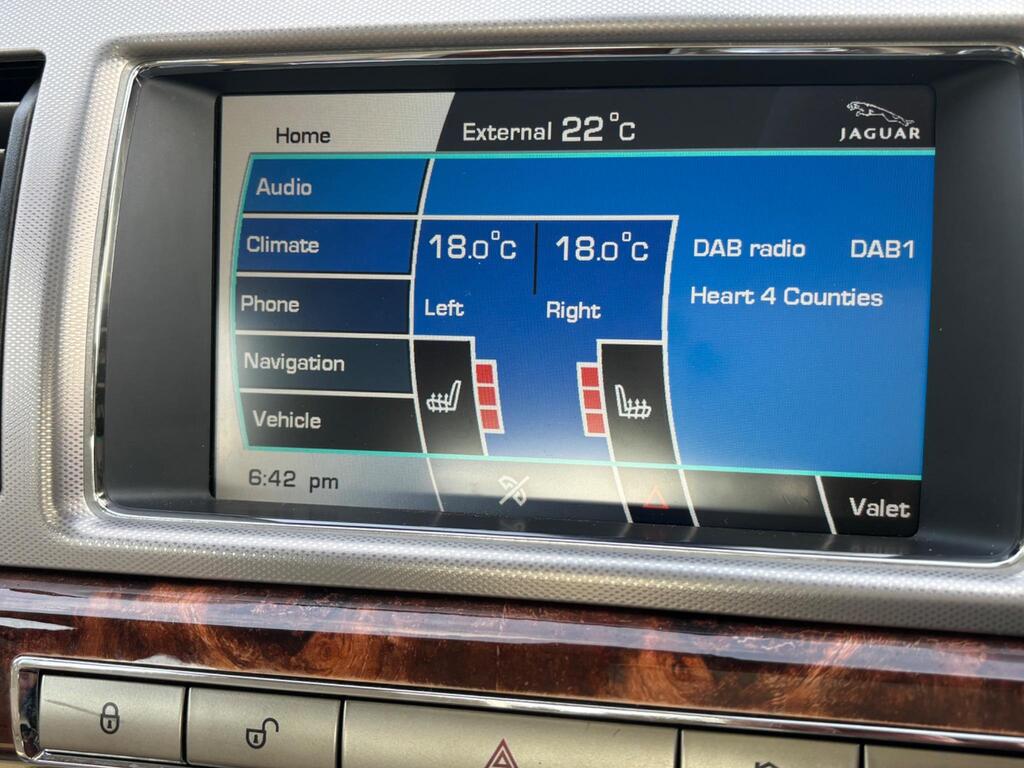 Home
External 22°C
JAGUAR
Audio
Climate
18.0°C
18.0°C
DAB radio
DAB1
Phone
Left
Right
Heart 4 Counties
Navigation
Vehicle
6:42 pm
Valet